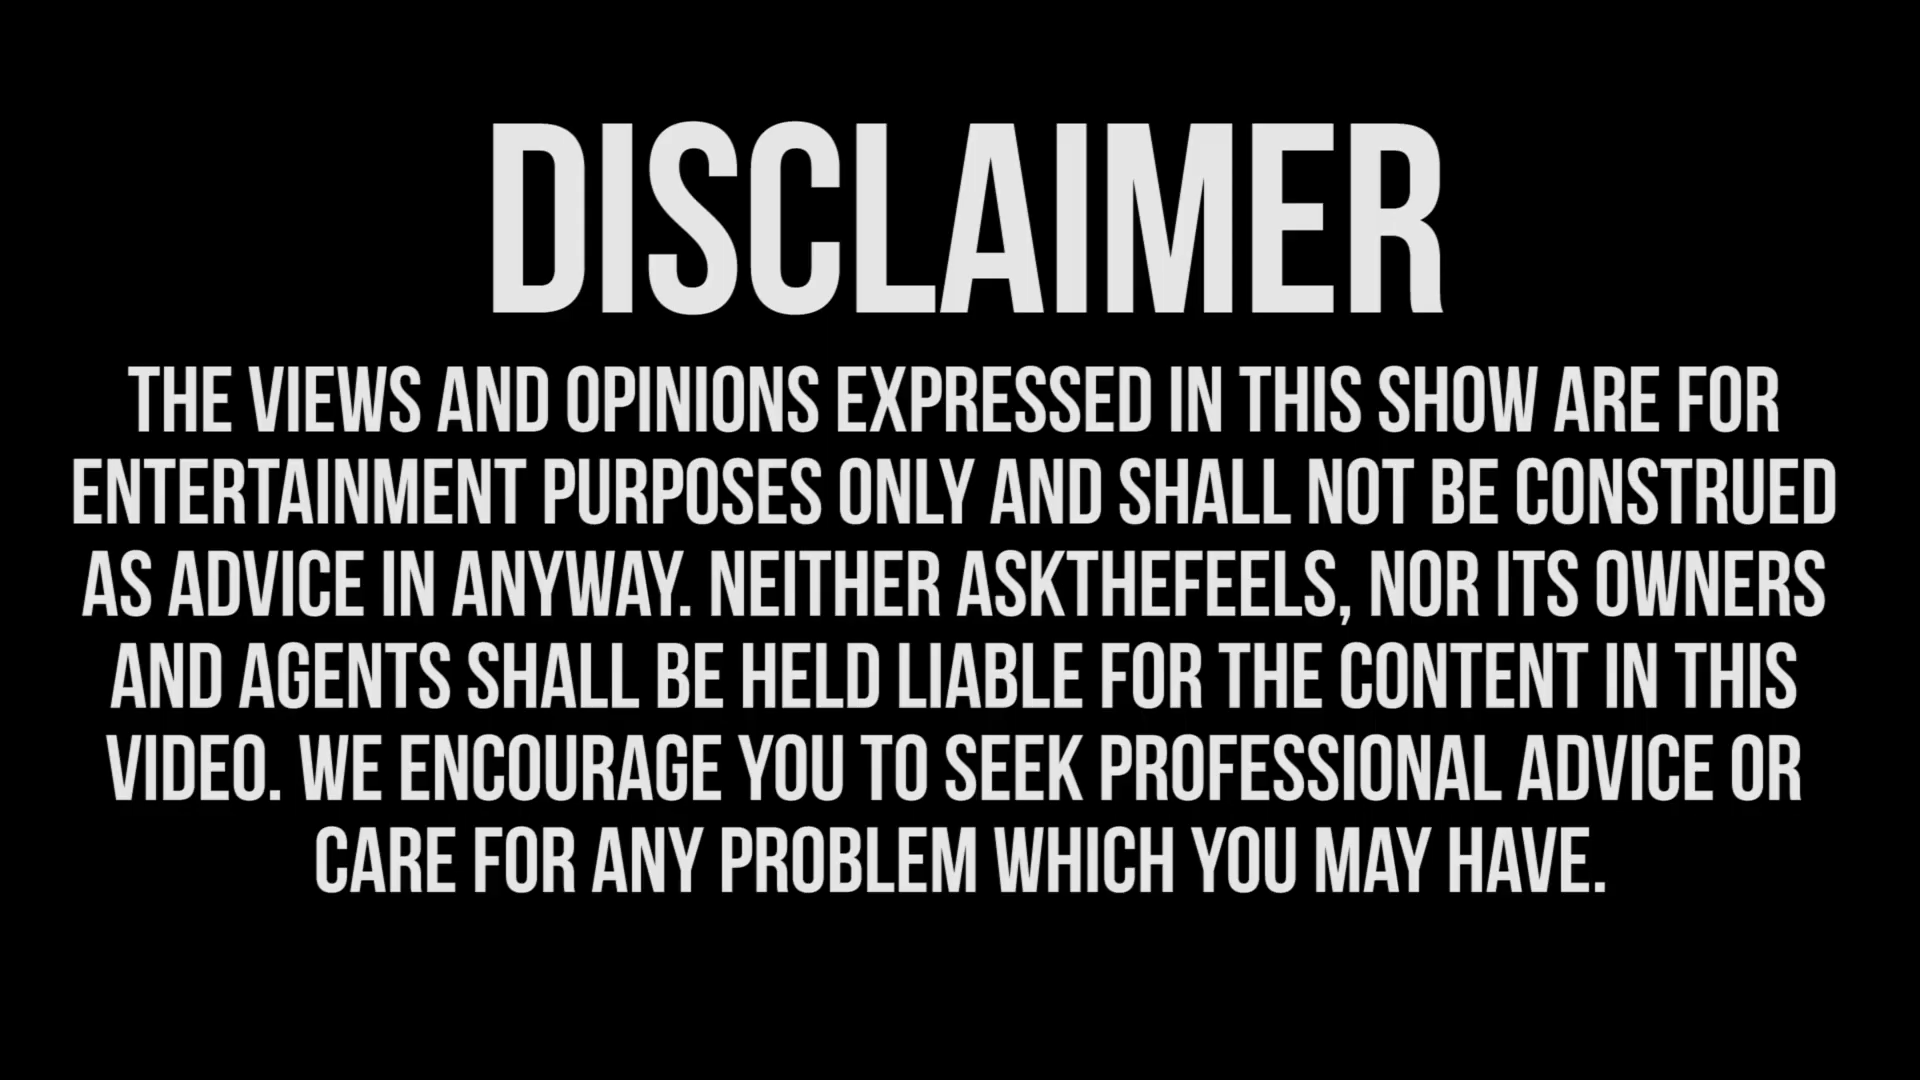 DISCLAIMER
THE VIEWS AND OPINIONS EXPRESSED IN THIS SHOW ARE FOR
ENTERTAINMENT PURPOSES ONLY AND SHALL NOT BE CONSTRUED
AS ADVICE IN ANYWAY. NEITHER ASKTHEFEELS, NOR ITS OWNERS
AND AGENTS SHALL BE HELD LIABLE FOR THE CONTENT IN THIS
VIDEO. WE ENCOURAGE YOU TO SEEK PROFESSIONAL ADVICE OR
CARE FOR ANY PROBLEM WHICH YOU MAY HAVE.